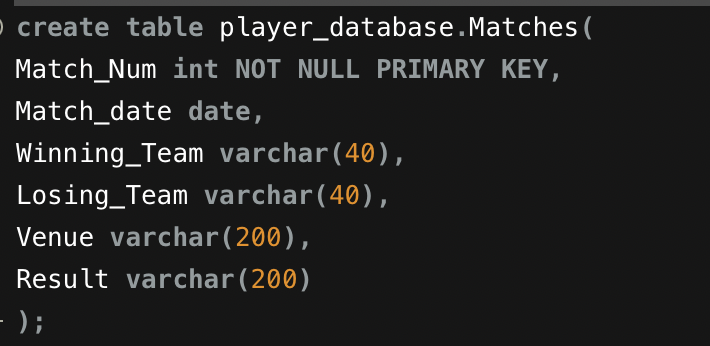 create table player_database.Matches(
Match_Num int NOT NULL PRIMARY KEY,
Match_date date,
Winning_Team varchar(40),
Losing_Team varchar(40),
Venue varchar(200),
Result varchar(200)
);